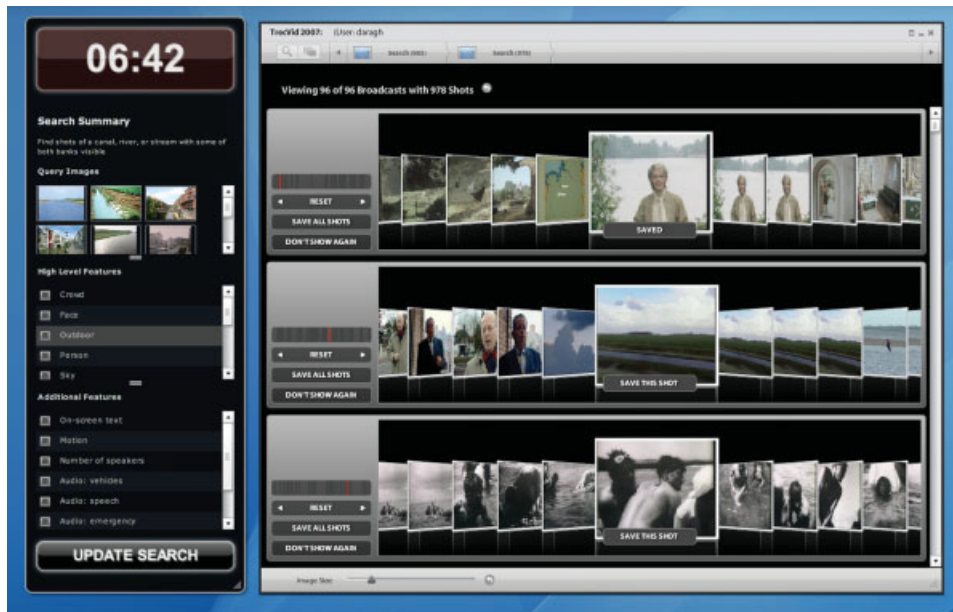 06:42
Search Summary
Find shots of a canal, river, or stream with some of
both banks visible
Query Images
High Level Features
Crowd
Face
Outdoor
Person
Sky
Additional Features
On-screen text
Motion
Number of speakers
Audio: vehicles
Audio: speech
Audio: emergency
UPDATE SEARCH
TrecVid 2007: (User: daragh
Viewing 96 of 96 Broadcasts with 978 Shots
RESET
SAVE ALL SHOTS
DON'T SHOW AGAIN
SAVED
RESET
SAVE ALL SHOTS
DON'T SHOW AGAIN
SAVE THIS SHOT
RESET
SAVE ALL SHOTS
DON'T SHOW AGAIN
SAVE THIS SHOT
Image Size: